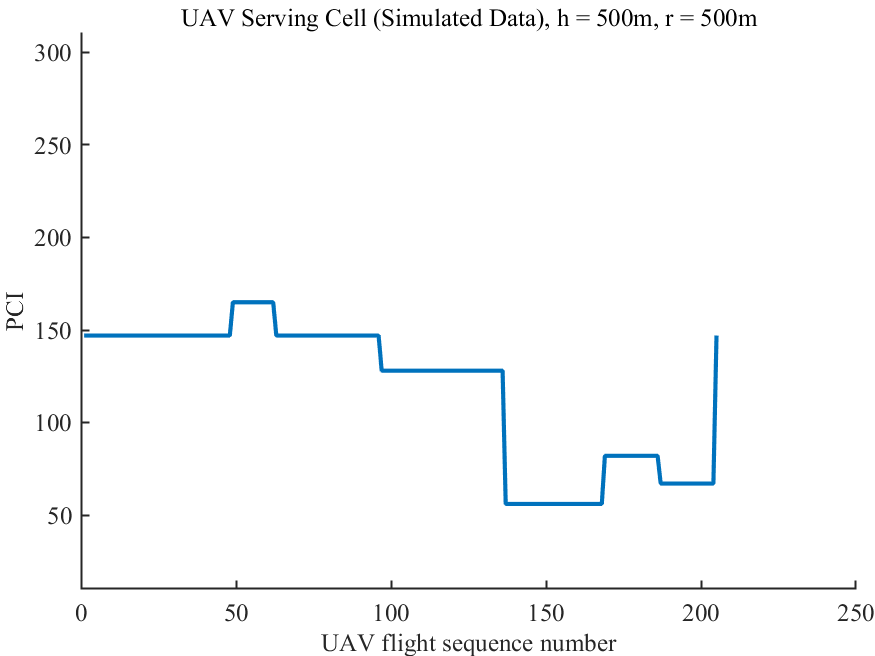 UAV Serving Cell (Simulated Data), h = 500m, r = 500m
300
250
200
150
100
50
PCI
0 50 100 150 200 250
UAV flight sequence number